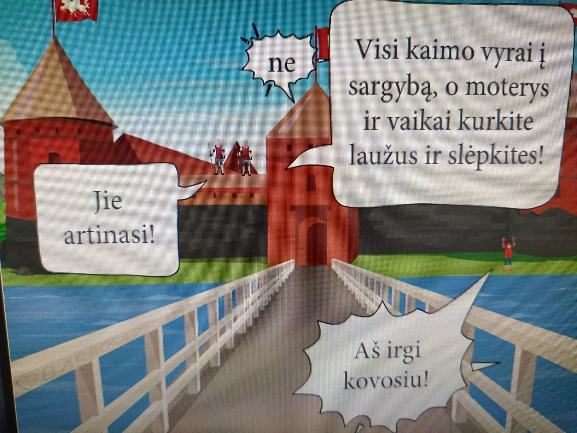 ne
Visi kaimo vyrai į
sargybą, o moterys
ir vaikai kurkite
laužus ir slėpkites!
Jie
artinasi!
Aš irgi
kovosiu!